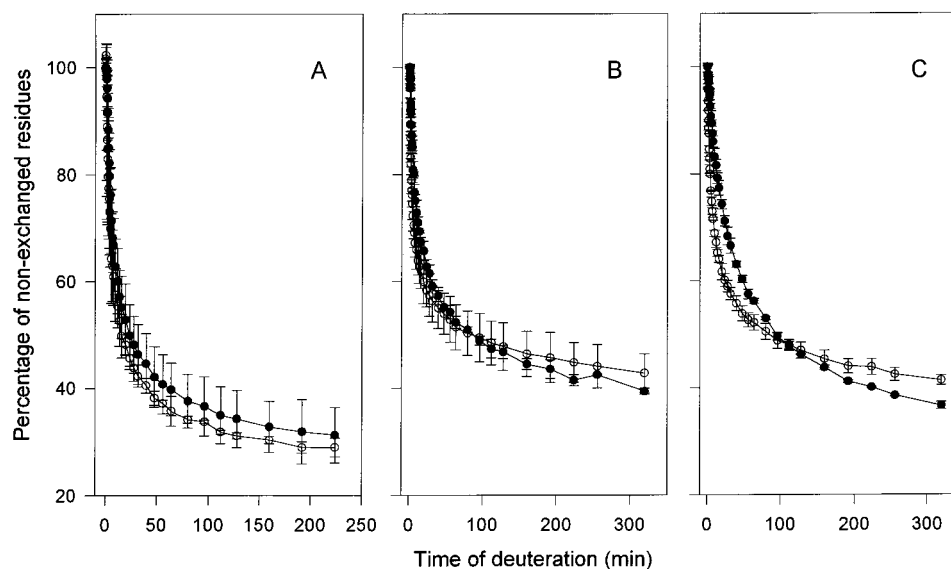 A
B
C
Percentage of non-exchanged residues
100
80
60
40
20
0 50 100 150 200 250
0 100 200 300
0 100 200 300
Time of deuteration (min)